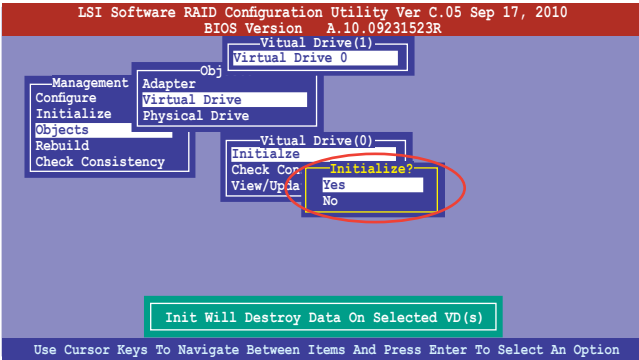 LSI Software RAID Configuration Utility Ver C.05 Sep 17, 2010
BIOS Version A.10.09231523R
Vitual Drive(1)
Virtual Drive 0
Obj
Adapter
Virtual Drive
Physical Drive
Management
Configure
Initialize
Objects
Rebuild
Check Consistency
Vitual Drive(0)
Initialze
Check Con
View/Upda
Initialize?
Yes
No
Init Will Destroy Data On Selected VD(s)
Use Cursor Keys To Navigate Between Items And Press Enter To Select An Option